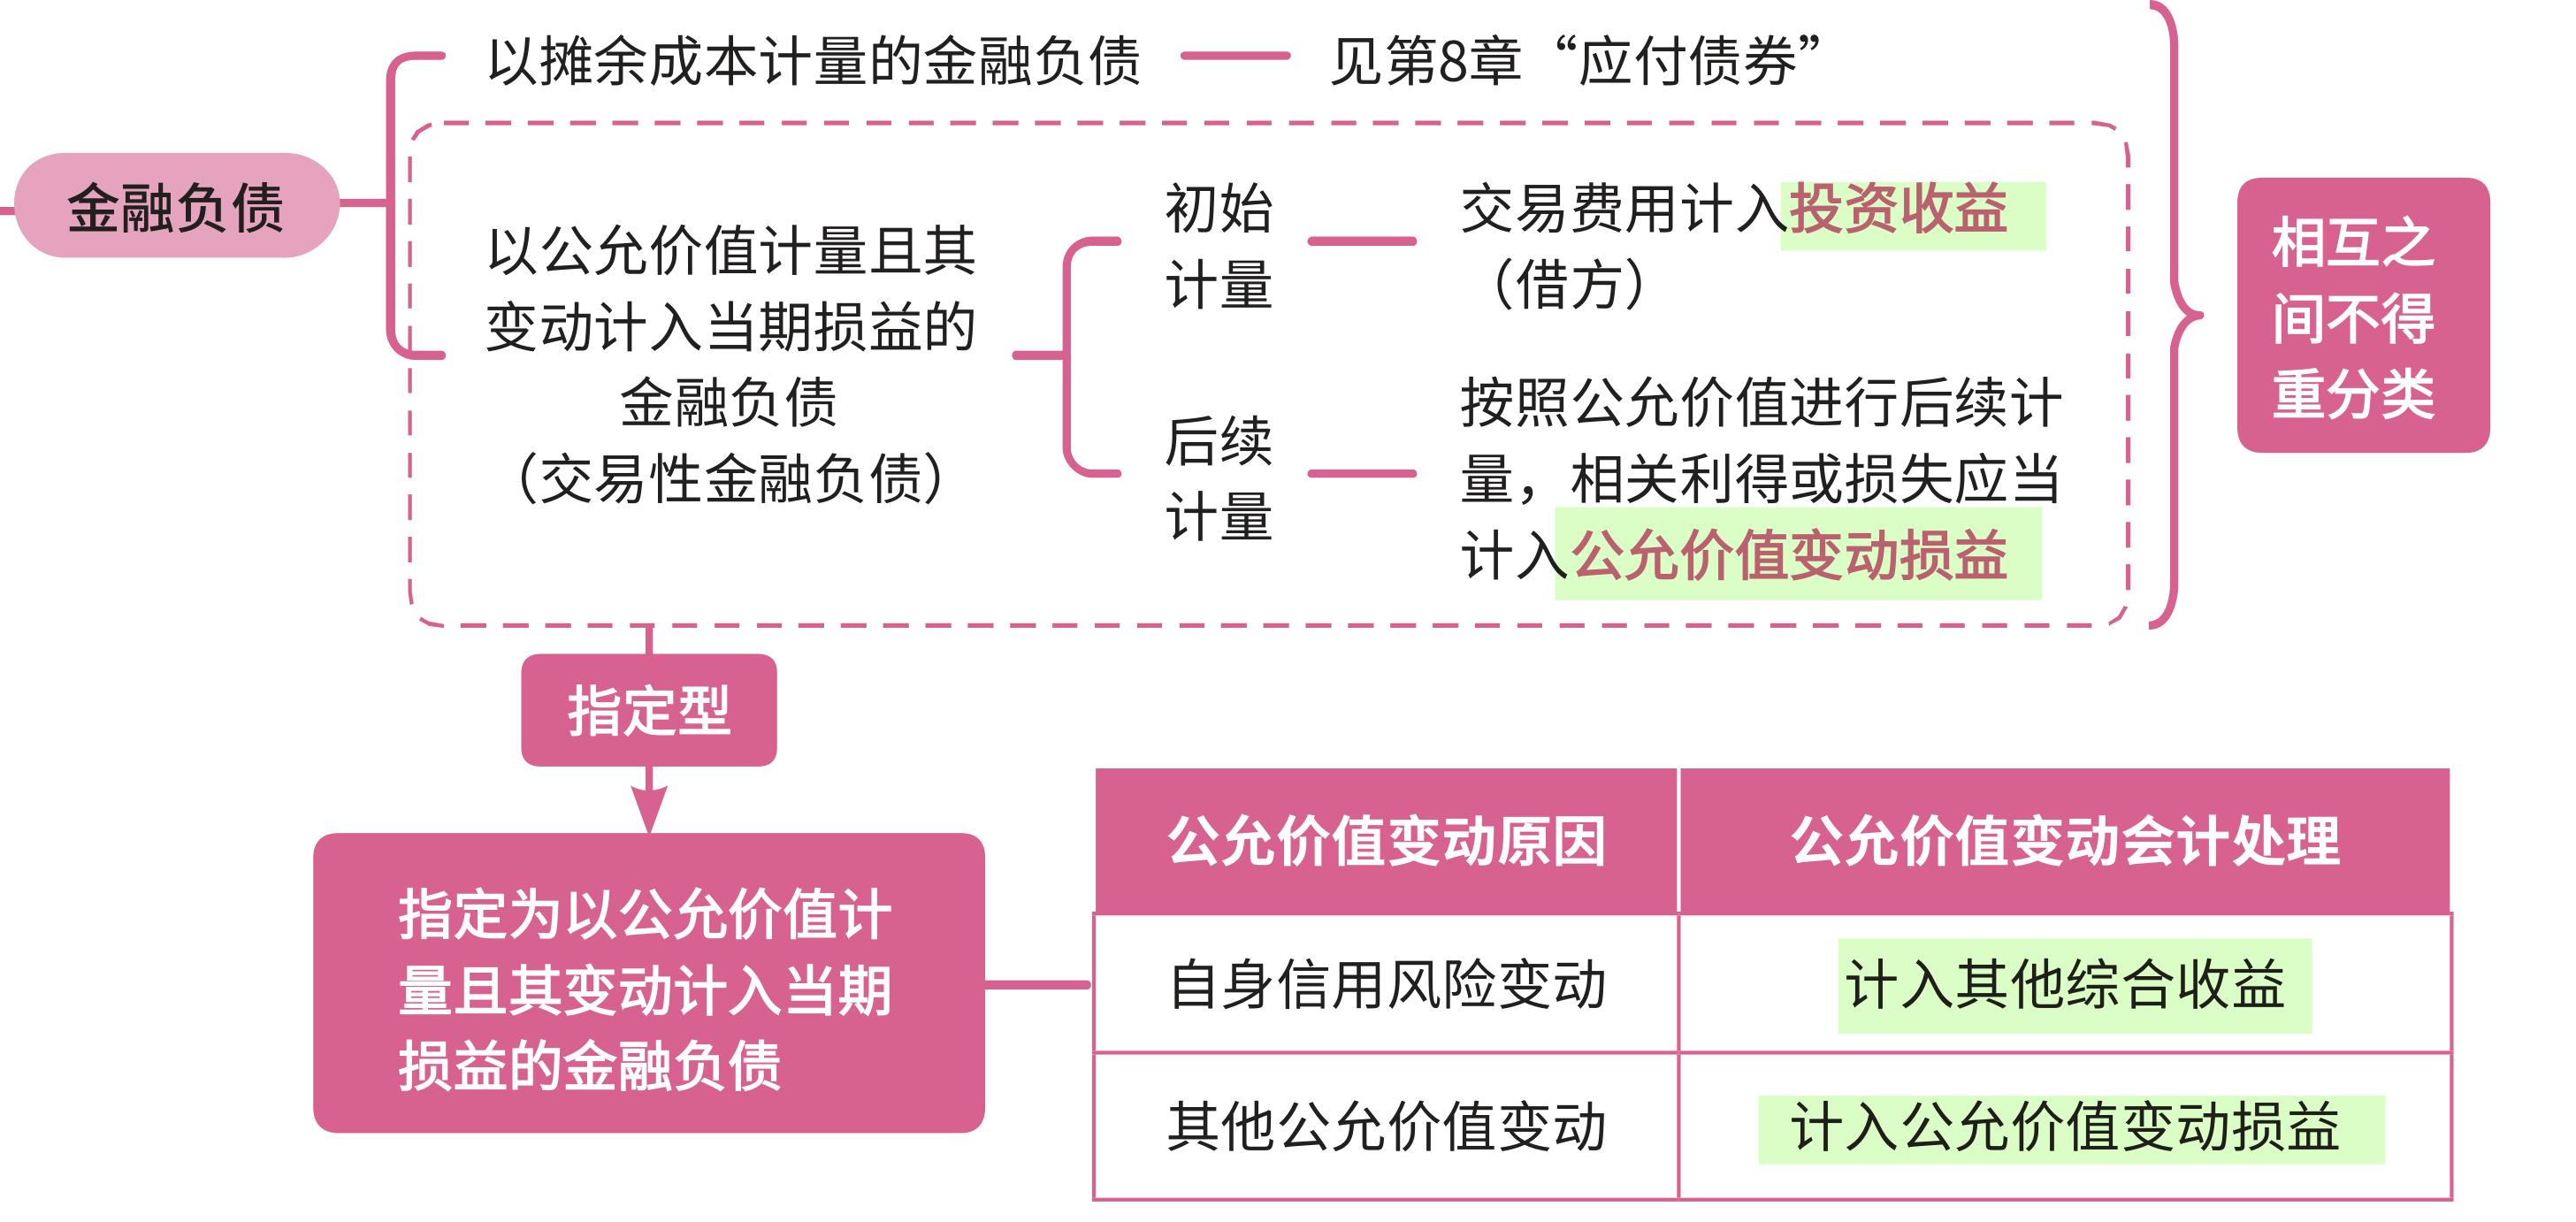 以摊余成本计量的金融负债
见第8章“应付债券”
金融负债
以公允价值计量且其
变动计入当期损益的
金融负债
（交易性金融负债）
初始
计量
交易费用计入投资收益
（借方）
后续
计量
按照公允价值进行后续计
量，相关利得或损失应当
计入公允价值变动损益
相互之
间不得
重分类
指定型
指定为以公允价值计
量且其变动计入当期
损益的金融负债
公允价值变动原因
公允价值变动会计处理
自身信用风险变动
计入其他综合收益
其他公允价值变动
计入公允价值变动损益